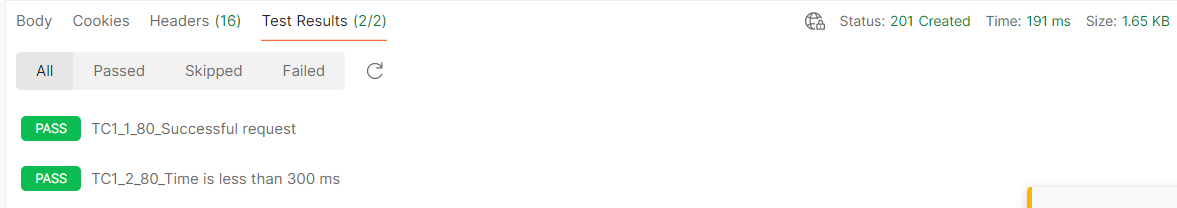 Body Cookies Headers (16) Test Results (2/2) Status: 201 Created Time: 191 ms Size: 1.65 KB
All Passed Skipped Failed
PASS TC1_1_80_Successful request
PASS TC1_2_80_Time is less than 300 ms